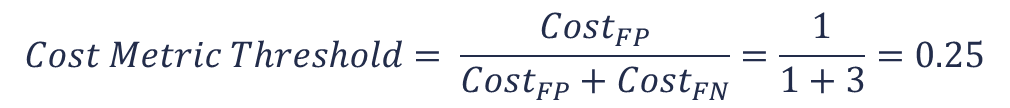 Cost Metric Threshold = Cost_FP / (Cost_FP + Cost_FN) = 1 / (1 + 3) = 0.25